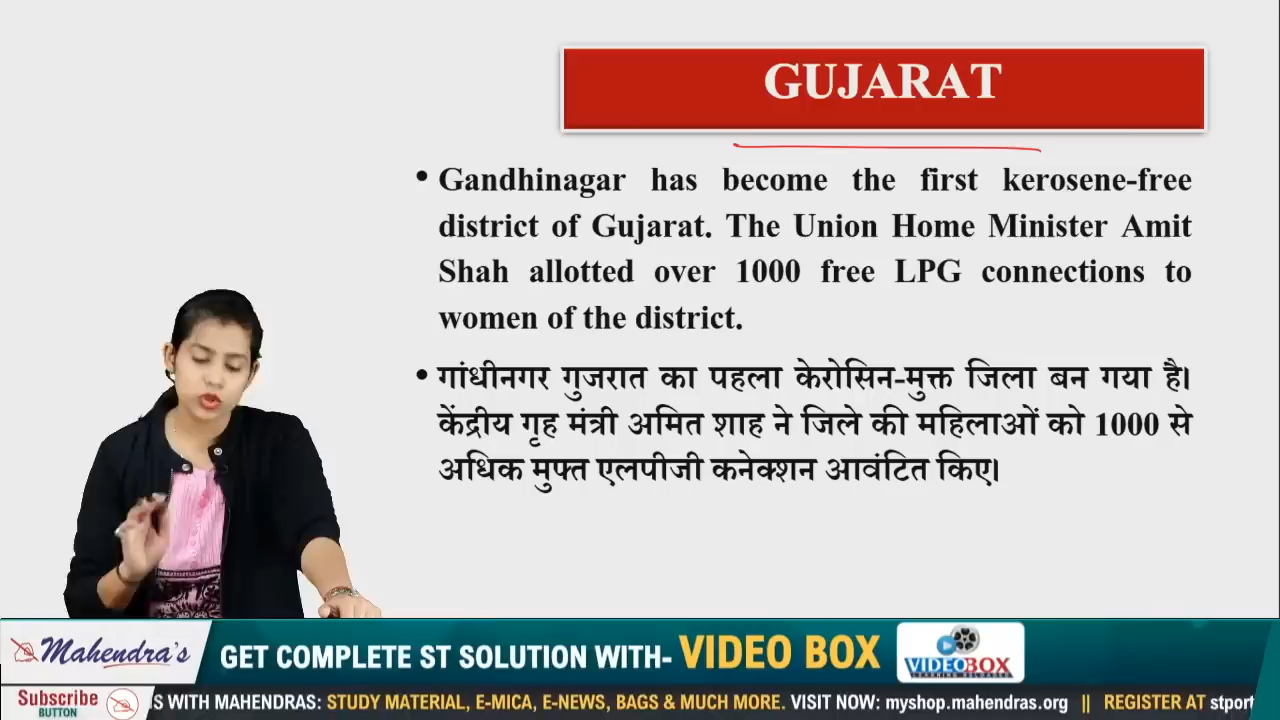 GUJARAT
• Gandhinagar has become the first kerosene-free
district of Gujarat. The Union Home Minister Amit
Shah allotted over 1000 free LPG connections to
women of the district.
• गांधीनगर गुजरात का पहला केरोसिन-मुक्त जिला बन गया है।
केंद्रीय गृह मंत्री अमित शाह ने जिले की महिलाओं को 1000 से
अधिक मुफ्त एलपीजी कनेक्शन आवंटित किए।
Mahendra's
GET COMPLETE ST SOLUTION WITH- VIDEO BOX
VIDEOBOX
LEARNING RELOADED
Subscribe
BUTTON
S WITH MAHENDRAS: STUDY MATERIAL, E-MICA, E-NEWS, BAGS & MUCH MORE. VISIT NOW: myshop.mahendras.org || REGISTER AT stport